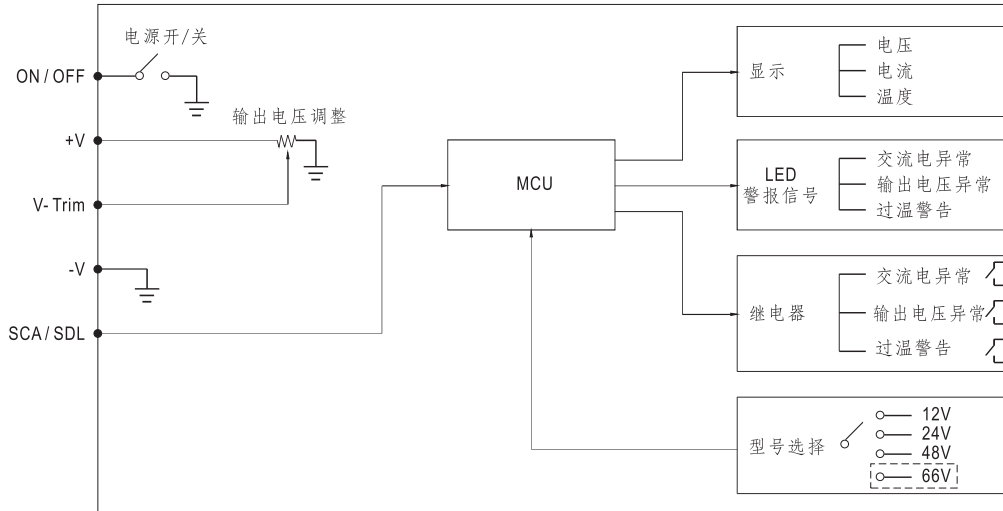 电源开/关
ON / OFF
输出电压调整
+V
V- Trim
-V
SCA / SDL
MCU
显示
电压
电流
温度
LED
警报信号
交流电异常
输出电压异常
过温警告
继电器
交流电异常
输出电压异常
过温警告
型号选择
12V
24V
48V
66V